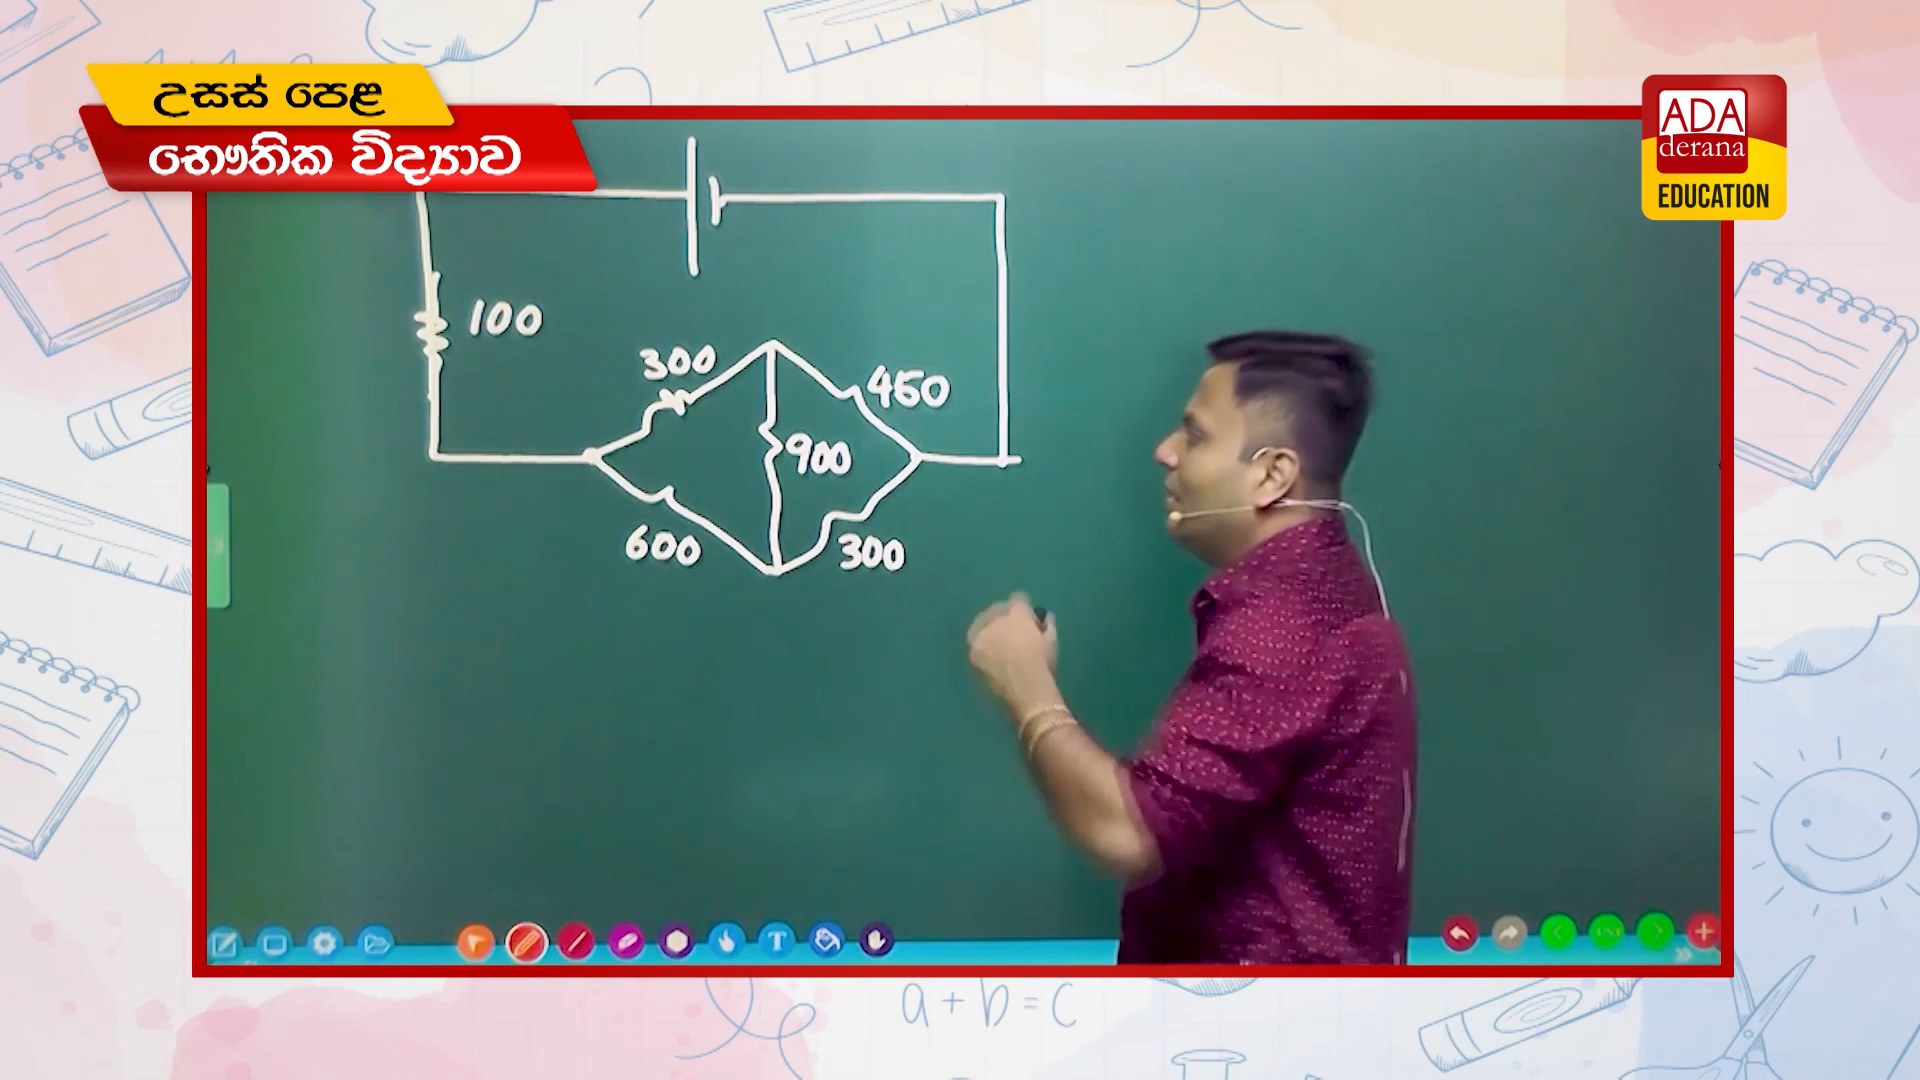 උසස් පෙළ
භෞතික විද්‍යාව
ADA
derana
EDUCATION
100
300
450
900
600
300
T
a + b = c